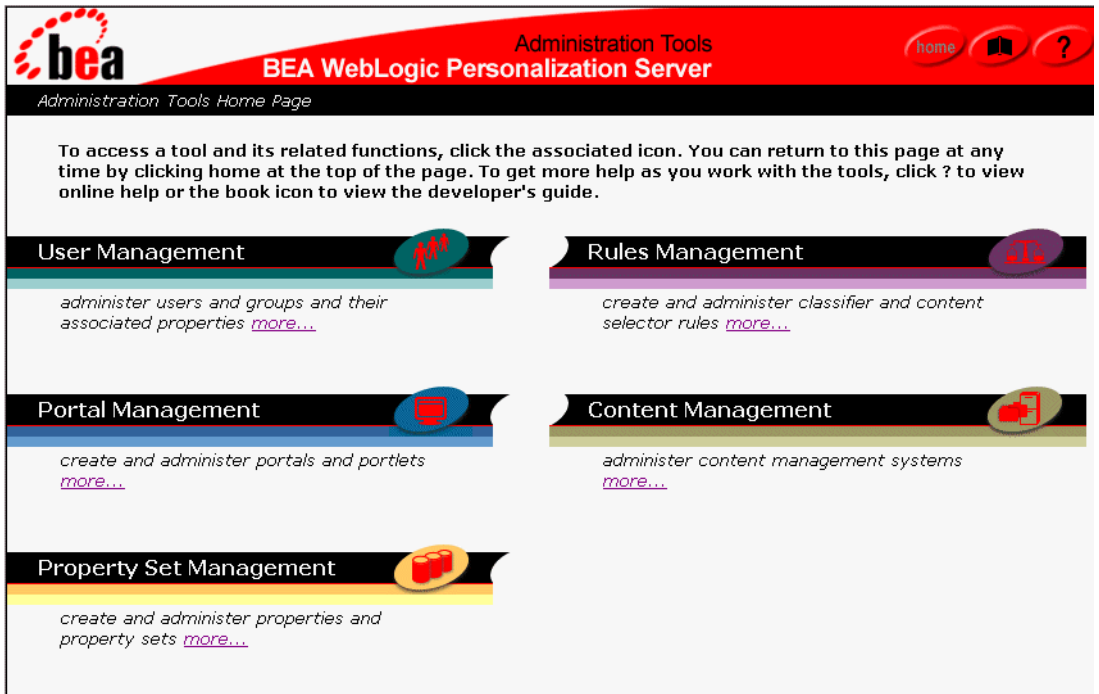 bea
Administration Tools
BEA WebLogic Personalization Server
home
?
Administration Tools Home Page
To access a tool and its related functions, click the associated icon. You can return to this page at any
time by clicking home at the top of the page. To get more help as you work with the tools, click ? to view
online help or the book icon to view the developer's guide.
User Management
administer users and groups and their
associated properties more...
Rules Management
create and administer classifier and content
selector rules more...
Portal Management
create and administer portals and portlets
more...
Content Management
administer content management systems
more...
Property Set Management
create and administer properties and
property sets more...